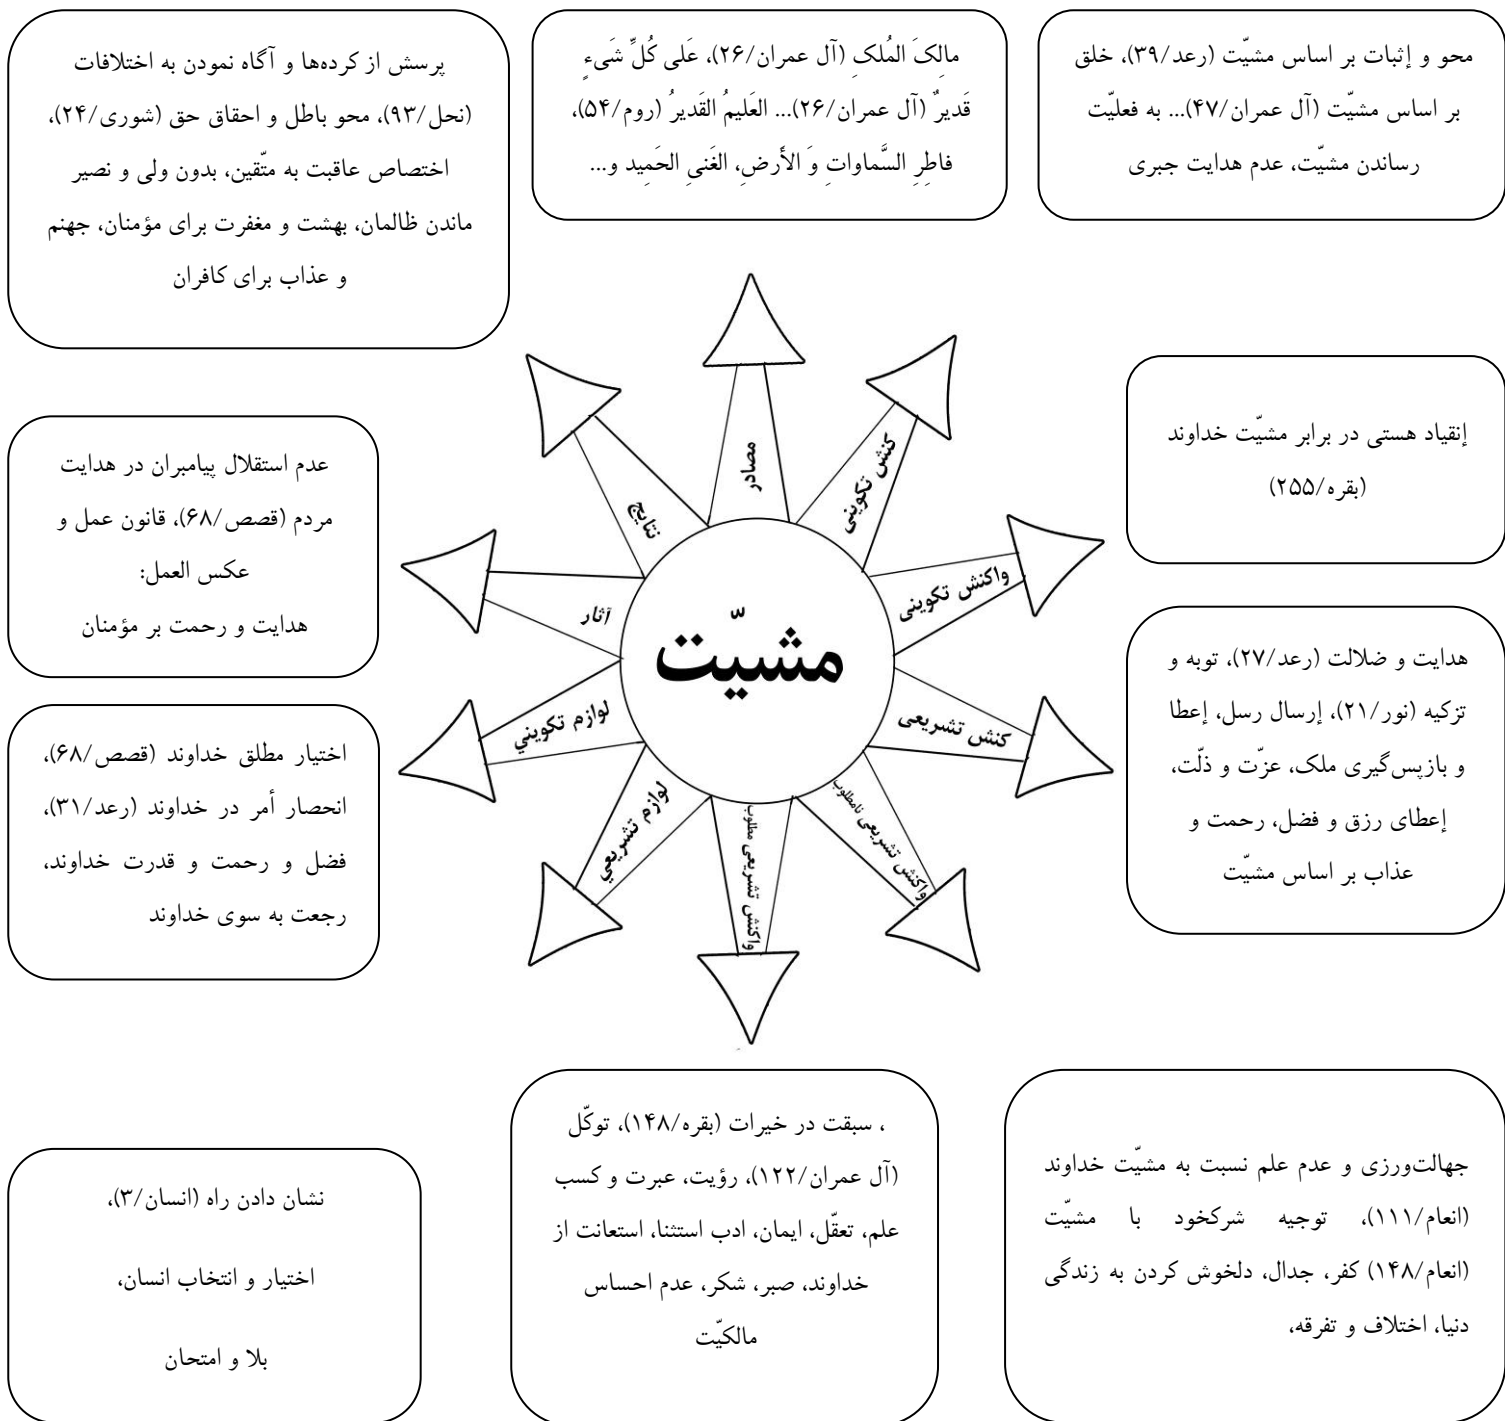 محو و إثبات بر اساس مشیّت (رعد/۳۹)، خلق
بر اساس مشیّت (آل عمران/۴۷)... به فعلیّت
رساندن مشیّت، عدم هدایت جبری
مالِکَ المُلکِ (آل عمران/۲۶)، عَلی کُلِّ شَیءٍ
قَدیرٌ (آل عمران/۲۶)... العَلیمُ القَدیرُ (روم/۵۴)،
فاطِرِ السَّماواتِ وَ الأَرضِ، الغَنیِ الحَمِید و...
پرسش از کرده‌ها و آگاه نمودن به اختلافات
(نحل/۹۳)، محو باطل و احقاق حق (شوری/۲۴)،
اختصاص عاقبت به متّقین، بدون ولی و نصیر
ماندن ظالمان، بهشت و مغفرت برای مؤمنان، جهنم
و عذاب برای کافران
إنقیاد هستی در برابر مشیّت خداوند
(بقره/۲۵۵)
هدایت و ضلالت (رعد/۲۷)، توبه و
تزکیه (نور/۲۱)، إرسال رسل، إعطا
و بازپس‌گیری ملک، عزّت و ذلّت،
إعطای رزق و فضل، رحمت و
عذاب بر اساس مشیّت
مصادر
کنش تکوینی
واکنش تکوینی
کنش تشریعی
واکنش تشریعی نامطلوب
واکنش تشریعی مطلوب
لوازم تشریعي
لوازم تکویني
آثار
نتایج
مشیّت
عدم استقلال پیامبران در هدایت
مردم (قصص/۶۸)، قانون عمل و
عکس العمل:
هدایت و رحمت بر مؤمنان
اختیار مطلق خداوند (قصص/۶۸)،
انحصار أمر در خداوند (رعد/۳۱)،
فضل و رحمت و قدرت خداوند،
رجعت به سوی خداوند
جهالت‌ورزی و عدم علم نسبت به مشیّت خداوند
(انعام/۱۱۱)، توجیه شرکخود با مشیّت
(انعام/۱۴۸) کفر، جدال، دلخوش کردن به زندگی
دنیا، اختلاف و تفرقه،
، سبقت در خیرات (بقره/۱۴۸)، توکّل
(آل عمران/۱۲۲)، رؤیت، عبرت و کسب
علم، تعقّل، ایمان، ادب استثنا، استعانت از
خداوند، صبر، شکر، عدم احساس
مالکیّت
نشان دادن راه (انسان/۳)،
اختیار و انتخاب انسان،
بلا و امتحان